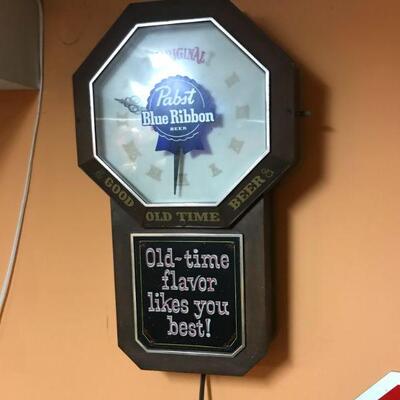 ORIGINAL
Pabst
Blue Ribbon
BEER
GOOD OLD TIME BEER
Old-time
flavor
likes you
best!